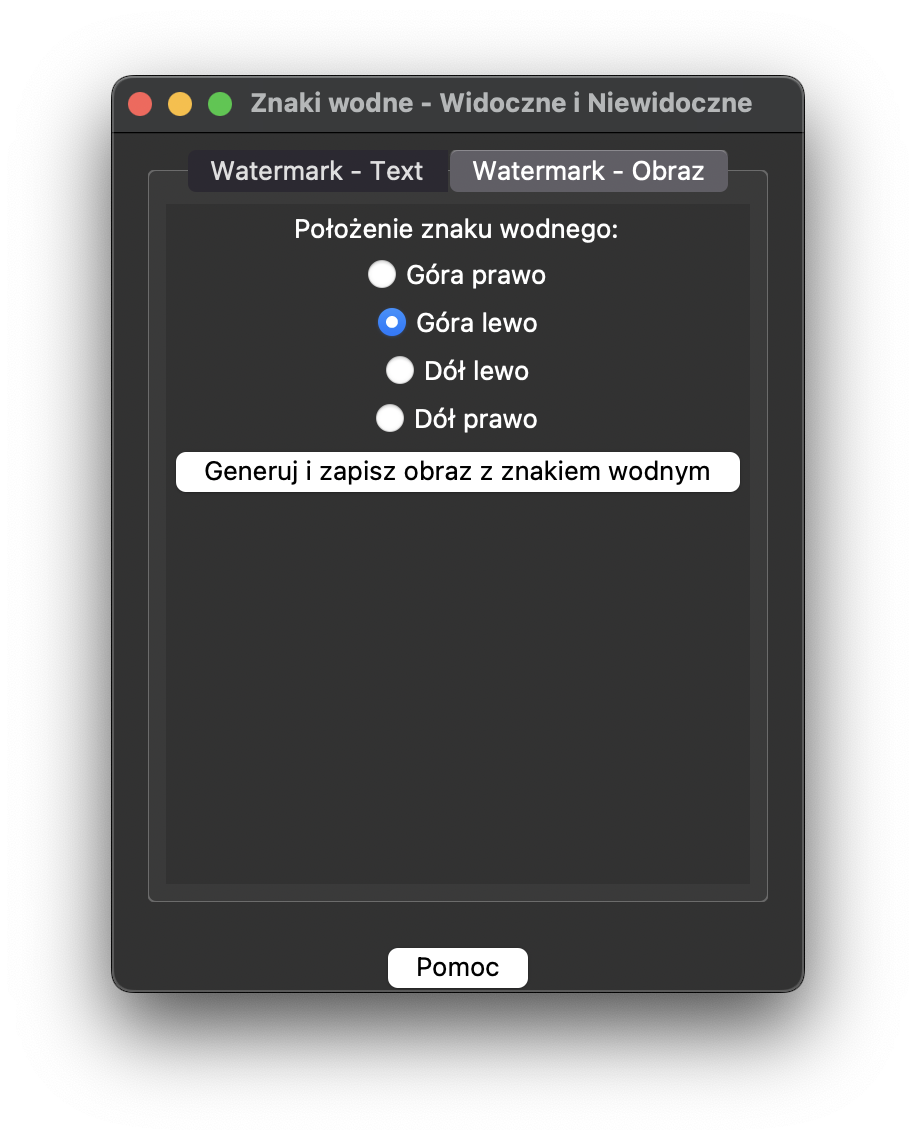 Znaki wodne - Widoczne i Niewidoczne
Watermark - Text
Watermark - Obraz
Położenie znaku wodnego:
Góra prawo
Góra lewo
Dół lewo
Dół prawo
Generuj i zapisz obraz z znakiem wodnym
Pomoc